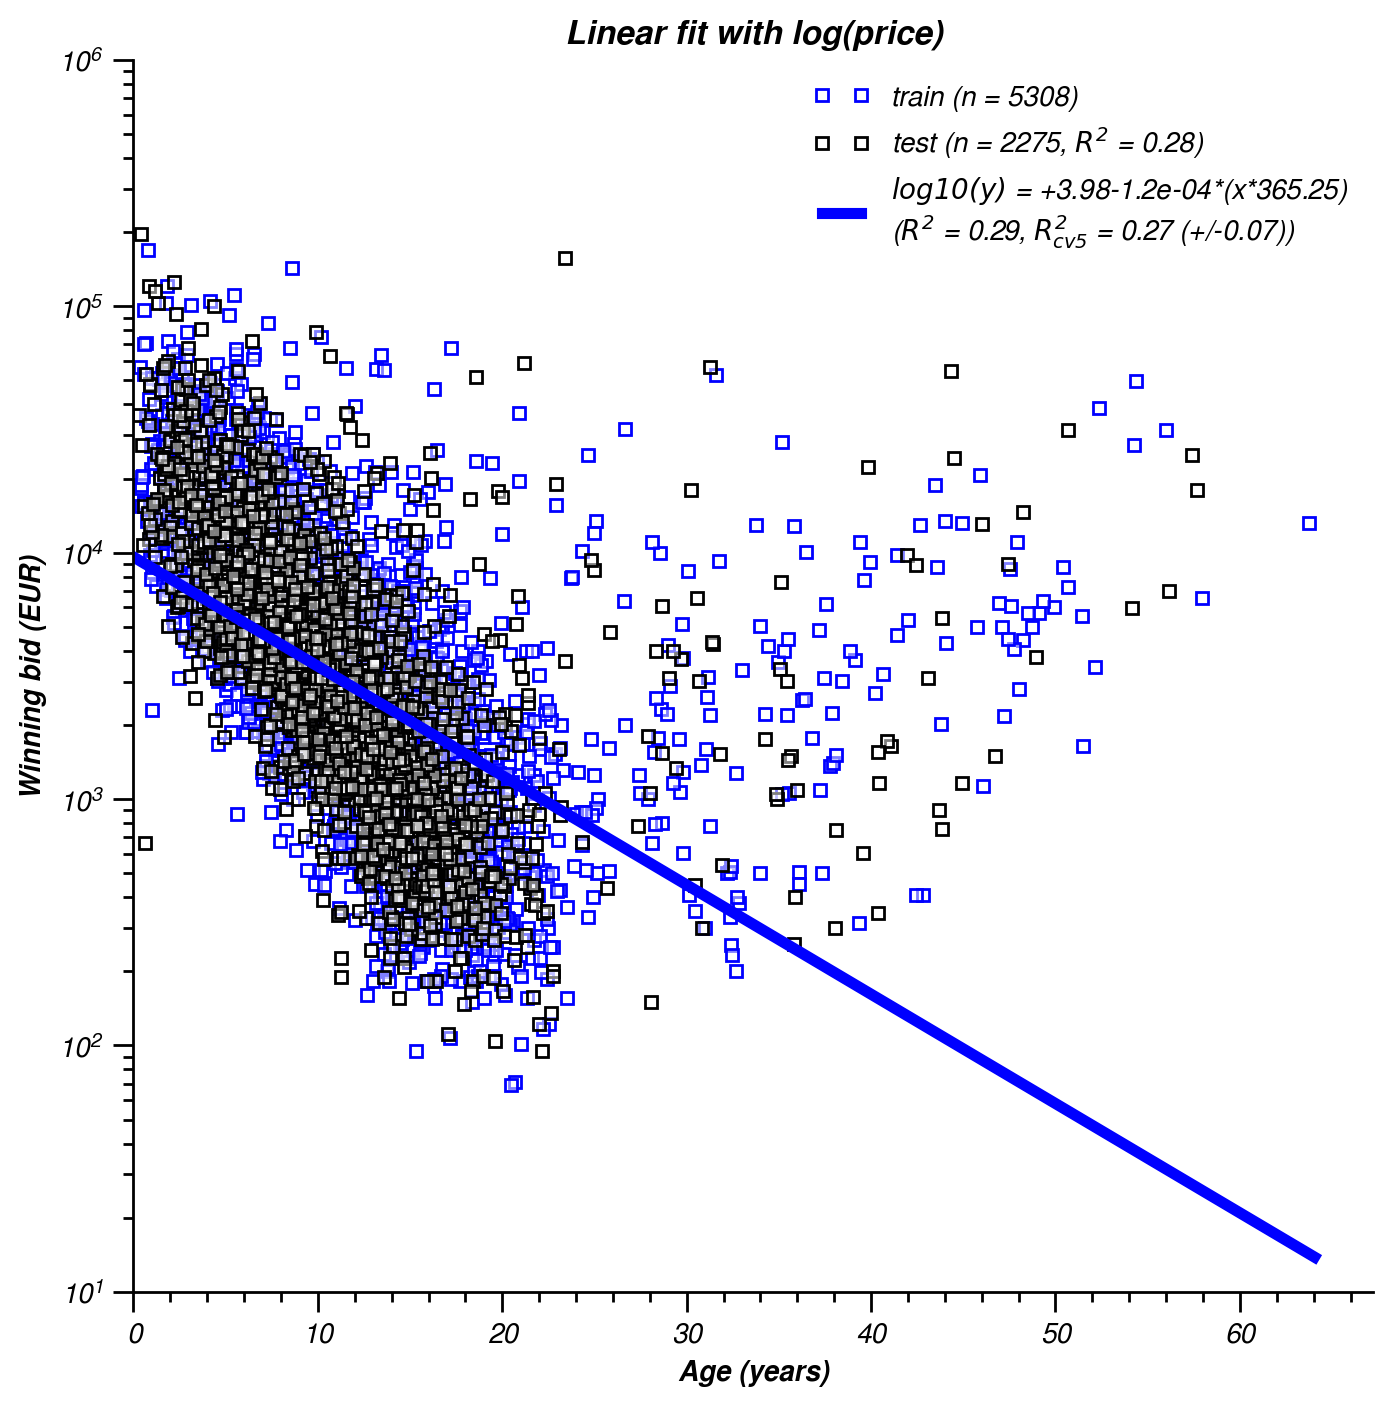 Linear fit with log(price)
train (n = 5308)
test (n = 2275, R² = 0.28)
log10(y) = +3.98-1.2e-04*(x*365.25)
(R² = 0.29, R²cv5 = 0.27 (+/-0.07))
Winning bid (EUR)
10⁶
10⁵
10⁴
10³
10²
10¹
0 10 20 30 40 50 60
Age (years)